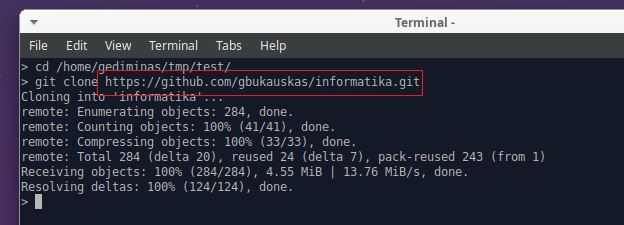 Terminal -
File Edit View Terminal Tabs Help
> cd /home/gediminas/tmp/test/
> git clone https://github.com/gbukauskas/informatika.git
Cloning into 'informatika'...
remote: Enumerating objects: 284, done.
remote: Counting objects: 100% (41/41), done.
remote: Compressing objects: 100% (33/33), done.
remote: Total 284 (delta 20), reused 24 (delta 7), pack-reused 243 (from 1)
Receiving objects: 100% (284/284), 4.55 MiB | 13.76 MiB/s, done.
Resolving deltas: 100% (124/124), done.
>